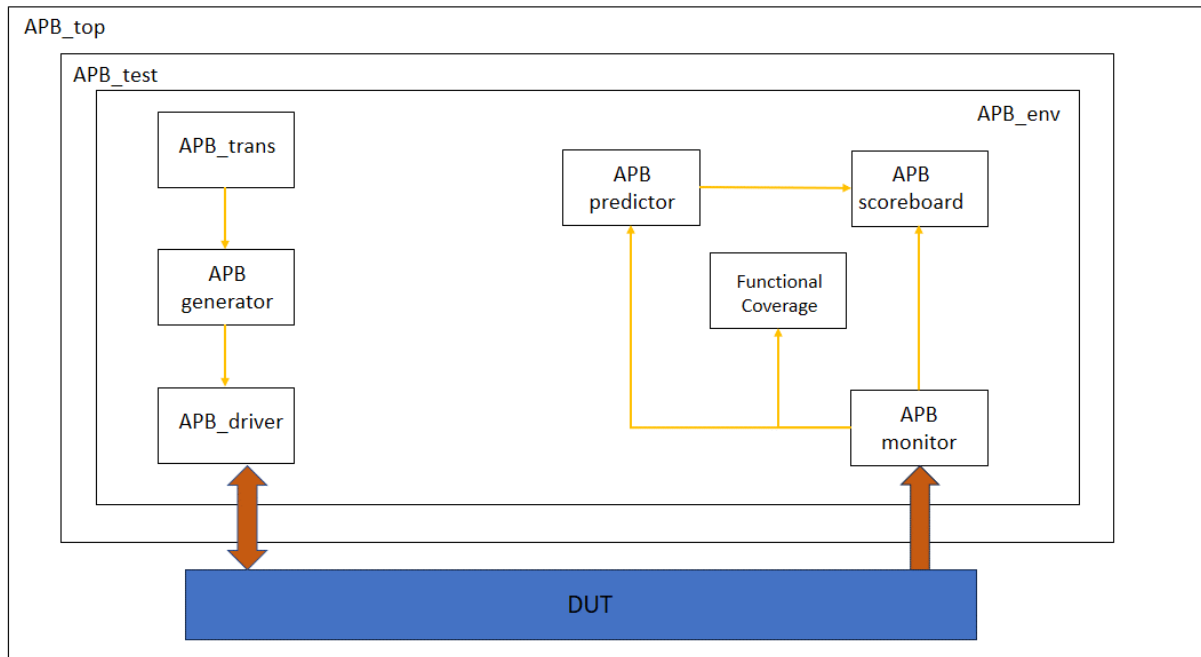 APB_top
APB_test
APB_env
APB_trans
APB
predictor
APB
scoreboard
APB
generator
Functional
Coverage
APB_driver
APB
monitor
DUT